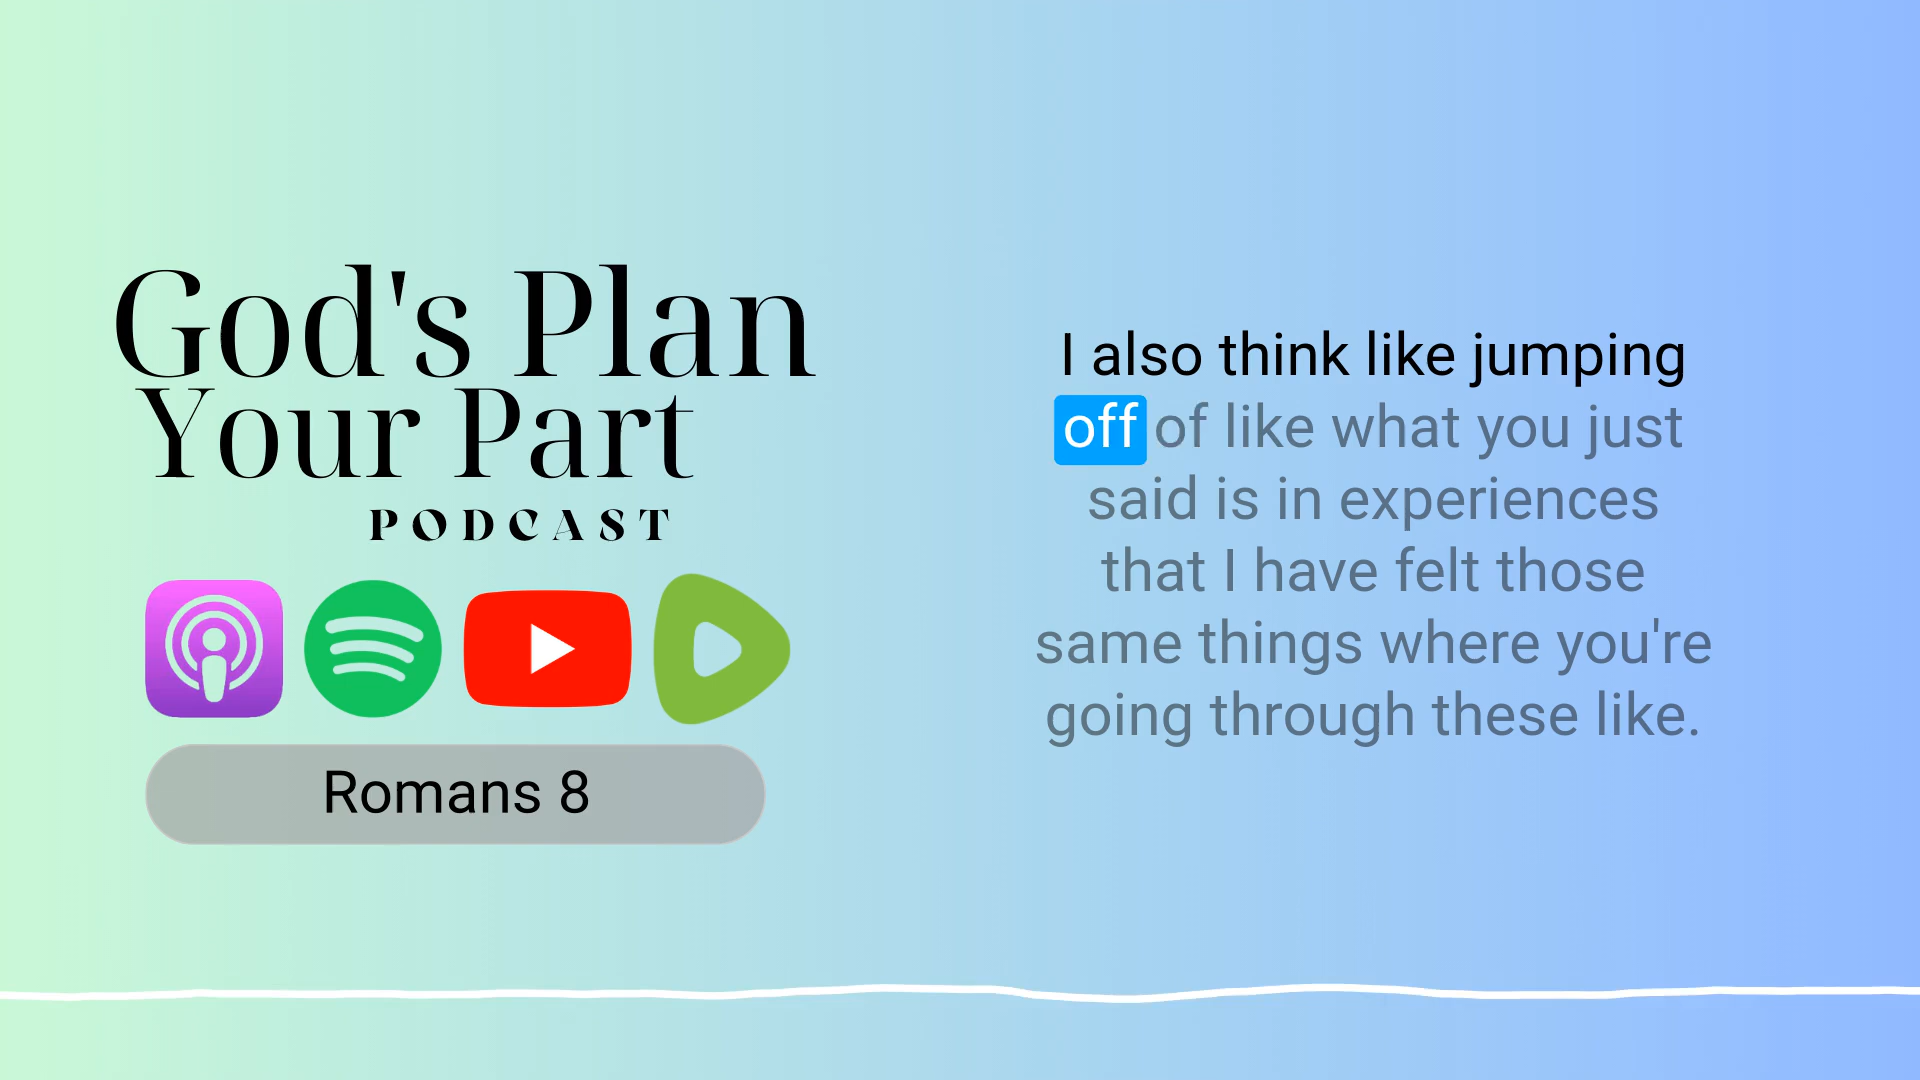 God's Plan
Your Part
PODCAST
Romans 8
I also think like jumping
off of like what you just
said is in experiences
that I have felt those
same things where you're
going through these like.